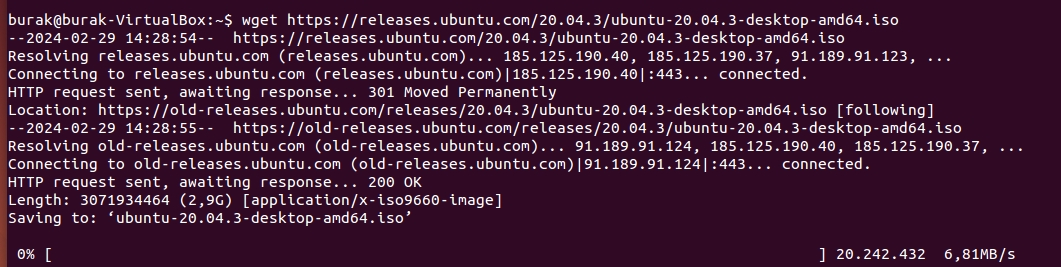 burak@burak-VirtualBox:~$ wget https://releases.ubuntu.com/20.04.3/ubuntu-20.04.3-desktop-amd64.iso
--2024-02-29 14:28:54--  https://releases.ubuntu.com/20.04.3/ubuntu-20.04.3-desktop-amd64.iso
Resolving releases.ubuntu.com (releases.ubuntu.com)... 185.125.190.40, 185.125.190.37, 91.189.91.123, ...
Connecting to releases.ubuntu.com (releases.ubuntu.com)|185.125.190.40|:443... connected.
HTTP request sent, awaiting response... 301 Moved Permanently
Location: https://old-releases.ubuntu.com/releases/20.04.3/ubuntu-20.04.3-desktop-amd64.iso [following]
--2024-02-29 14:28:55--  https://old-releases.ubuntu.com/releases/20.04.3/ubuntu-20.04.3-desktop-amd64.iso
Resolving old-releases.ubuntu.com (old-releases.ubuntu.com)... 91.189.91.124, 185.125.190.40, 185.125.190.37, ...
Connecting to old-releases.ubuntu.com (old-releases.ubuntu.com)|91.189.91.124|:443... connected.
HTTP request sent, awaiting response... 200 OK
Length: 3071934464 (2,9G) [application/x-iso9660-image]
Saving to: ‘ubuntu-20.04.3-desktop-amd64.iso’
0% [ ] 20.242.432  6,81MB/s